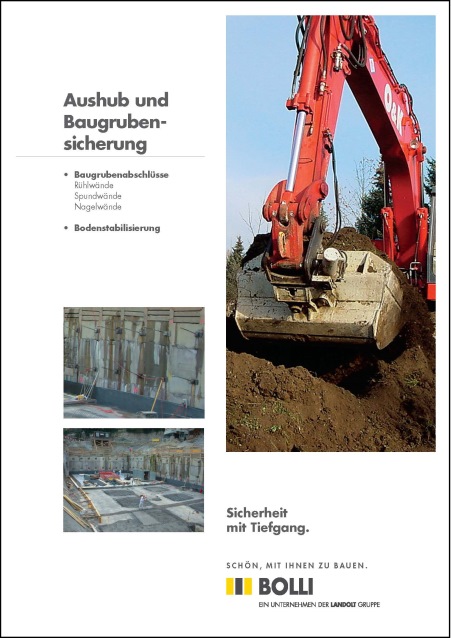 Aushub und
Baugruben-
sicherung
• Baugrubenabschlüsse
Rühlwände
Spundwände
Nagelwände
• Bodenstabilisierung
O&K
Sicherheit
mit Tiefgang.
SCHÖN, MIT IHNEN ZU BAUEN.
BOLLI
EIN UNTERNEHMEN DER LANDOLT GRUPPE